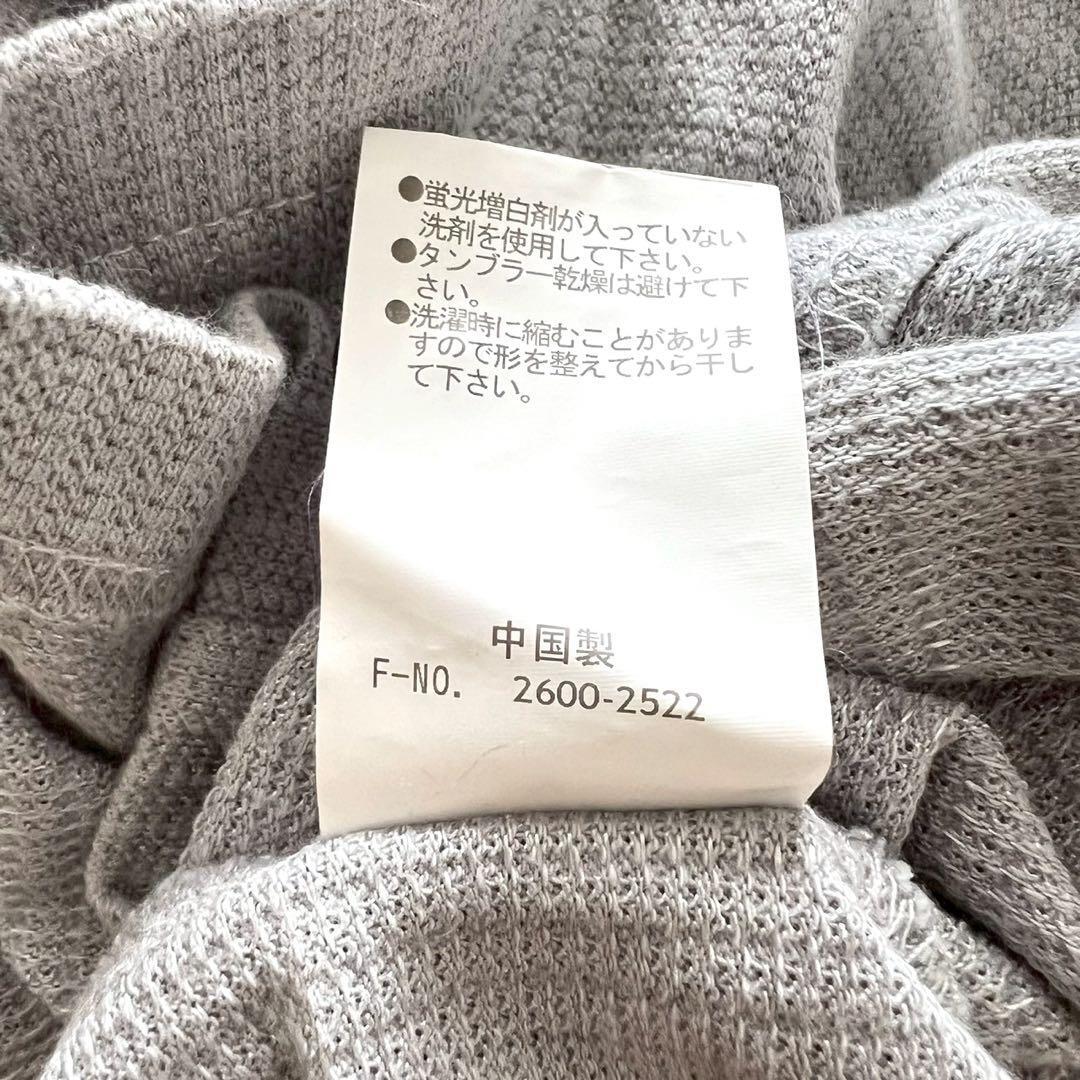 ●蛍光増白剤が入っていない
洗剤を使用して下さい。
●タンブラー乾燥は避けて下
さい。
●洗濯時に縮むことがありま
すので形を整えてから干し
て下さい。
中国製
F-NO. 2600-2522